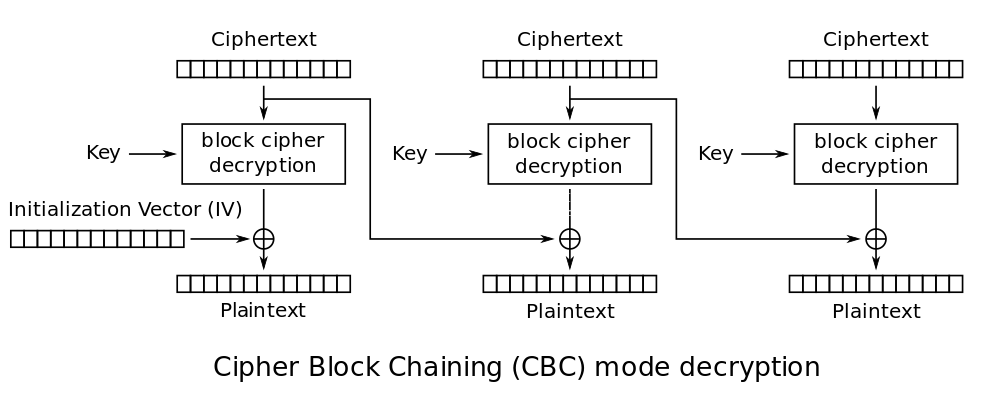 Ciphertext
Ciphertext
Ciphertext
Key
block cipher
decryption
Key
block cipher
decryption
Key
block cipher
decryption
Initialization Vector (IV)
Plaintext
Plaintext
Plaintext
Cipher Block Chaining (CBC) mode decryption